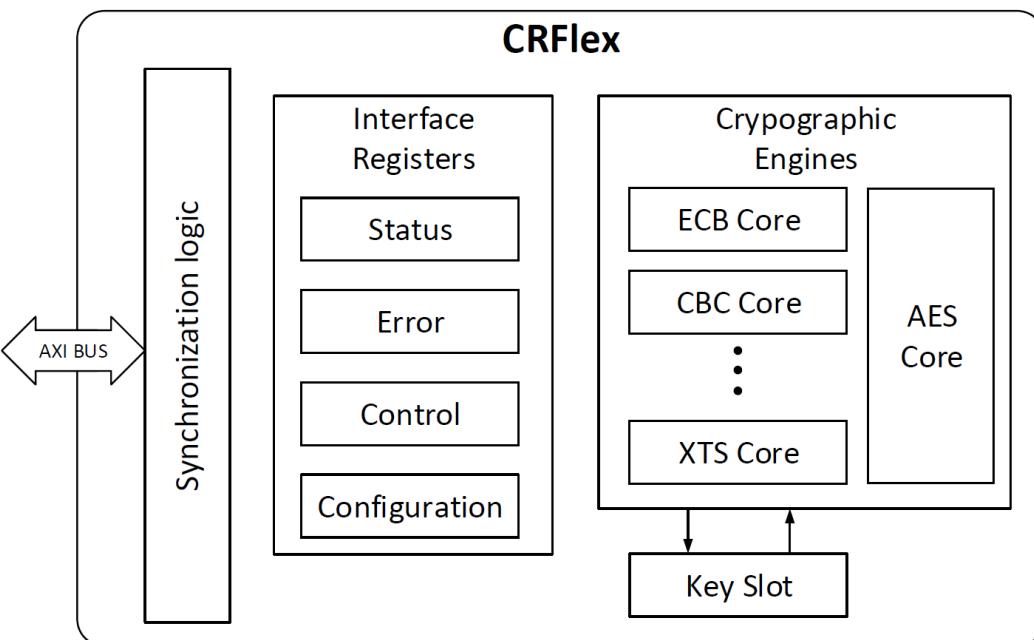 CRFlex
AXI BUS
Synchronization logic
Interface
Registers
Status
Error
Control
Configuration
Crypographic
Engines
ECB Core
CBC Core
XTS Core
AES
Core
Key Slot